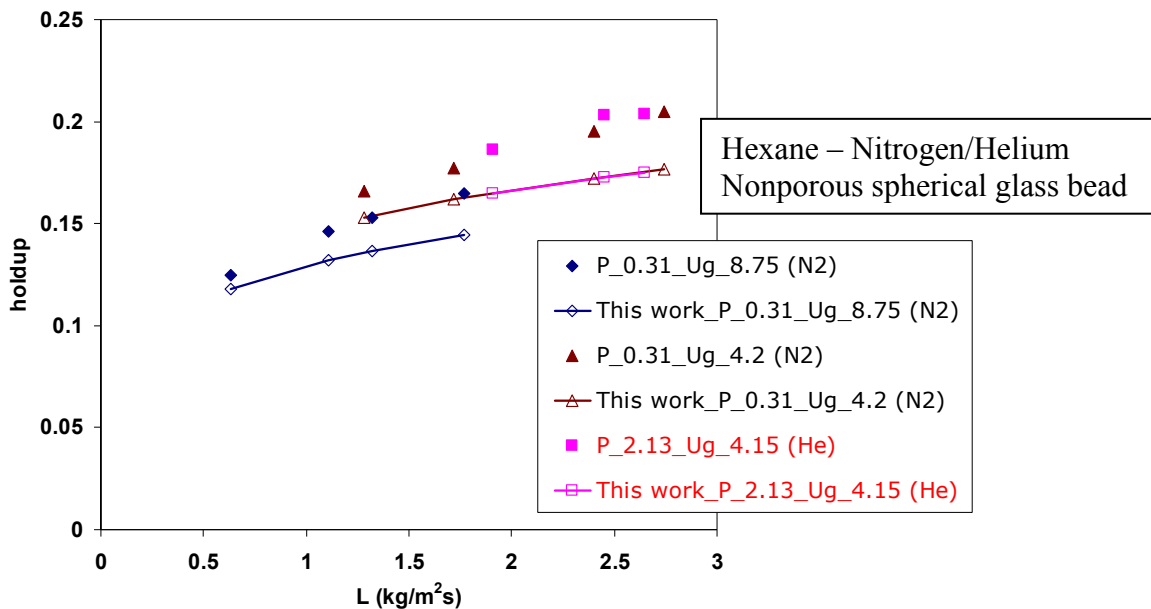 0.25
0.2
0.15
0.1
0.05
0
holdup
0
0.5
1
1.5
2
2.5
3
L (kg/m²s)
Hexane – Nitrogen/Helium
Nonporous spherical glass bead
P_0.31_Ug_8.75 (N2)
This work_P_0.31_Ug_8.75 (N2)
P_0.31_Ug_4.2 (N2)
This work_P_0.31_Ug_4.2 (N2)
P_2.13_Ug_4.15 (He)
This work_P_2.13_Ug_4.15 (He)